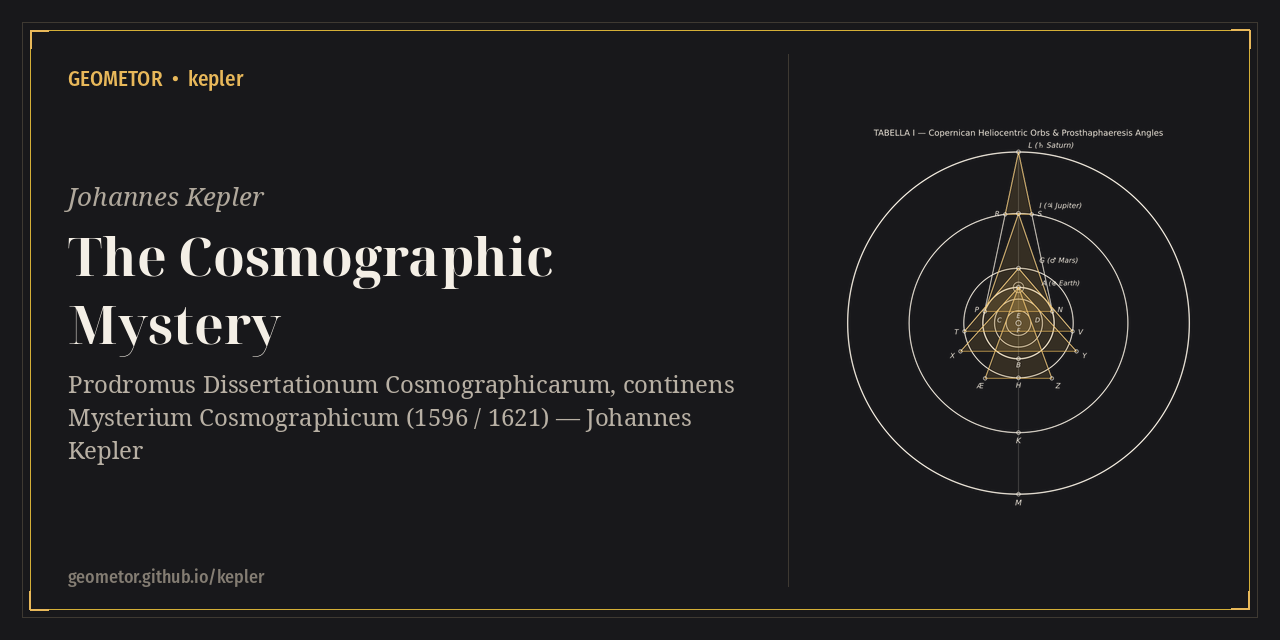 GEOMETOR • kepler
Johannes Kepler
The Cosmographic
Mystery
Prodromus Dissertationum Cosmographicarum, continens
Mysterium Cosmographicum (1596 / 1621) — Johannes
Kepler
geometor.github.io/kepler
TABELLA I — Copernican Heliocentric Orbs & Prosthaphaeresis Angles
L (♄ Saturn)
I (♃ Jupiter)
R
S
G (♂ Mars)
A (⊕ Earth)
P
N
E
C
D
F
T
V
X
Y
B
Æ
H
Z
K
M